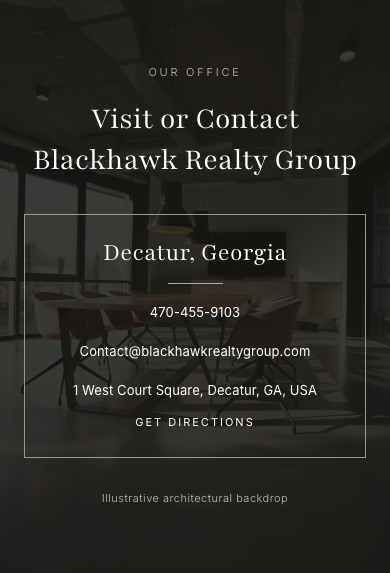 OUR OFFICE
Visit or Contact
Blackhawk Realty Group
Decatur, Georgia
470-455-9103
Contact@blackhawkrealtygroup.com
1 West Court Square, Decatur, GA, USA
GET DIRECTIONS
Illustrative architectural backdrop